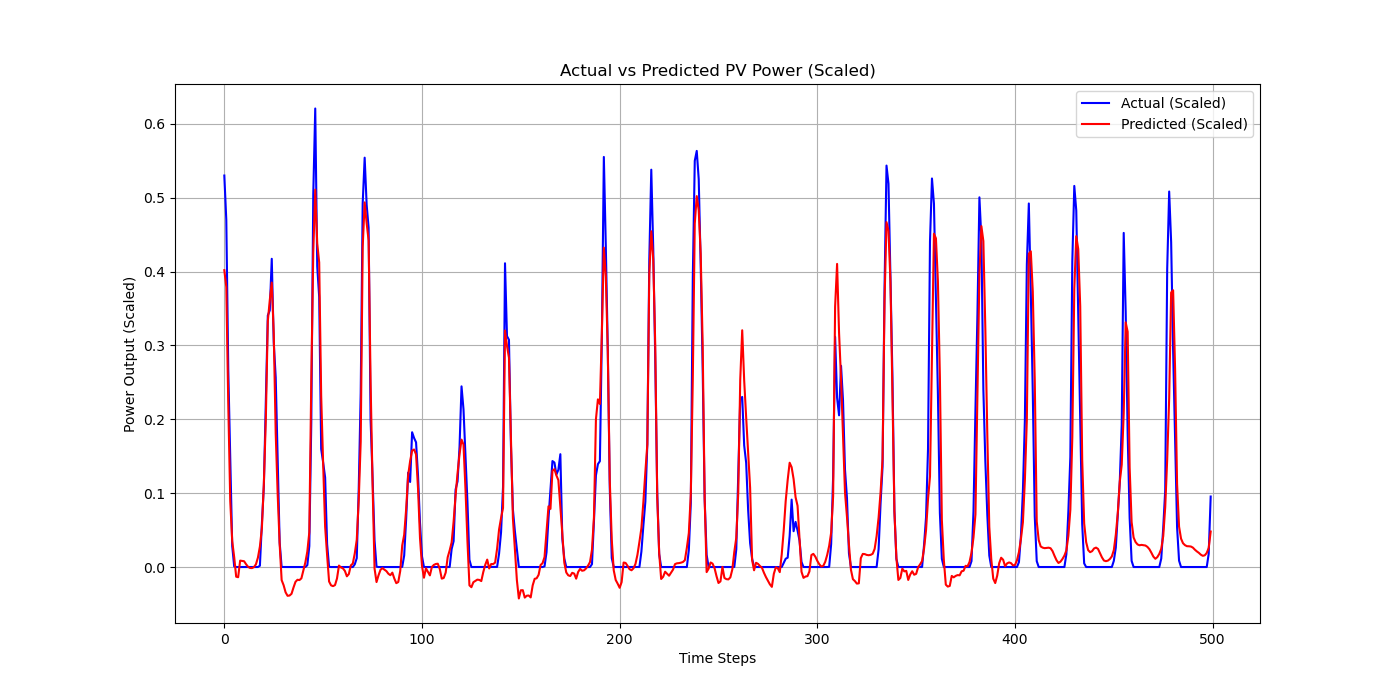 Actual vs Predicted PV Power (Scaled)
Actual (Scaled)
Predicted (Scaled)
Power Output (Scaled)
0.6
0.5
0.4
0.3
0.2
0.1
0.0
0 100 200 300 400 500
Time Steps